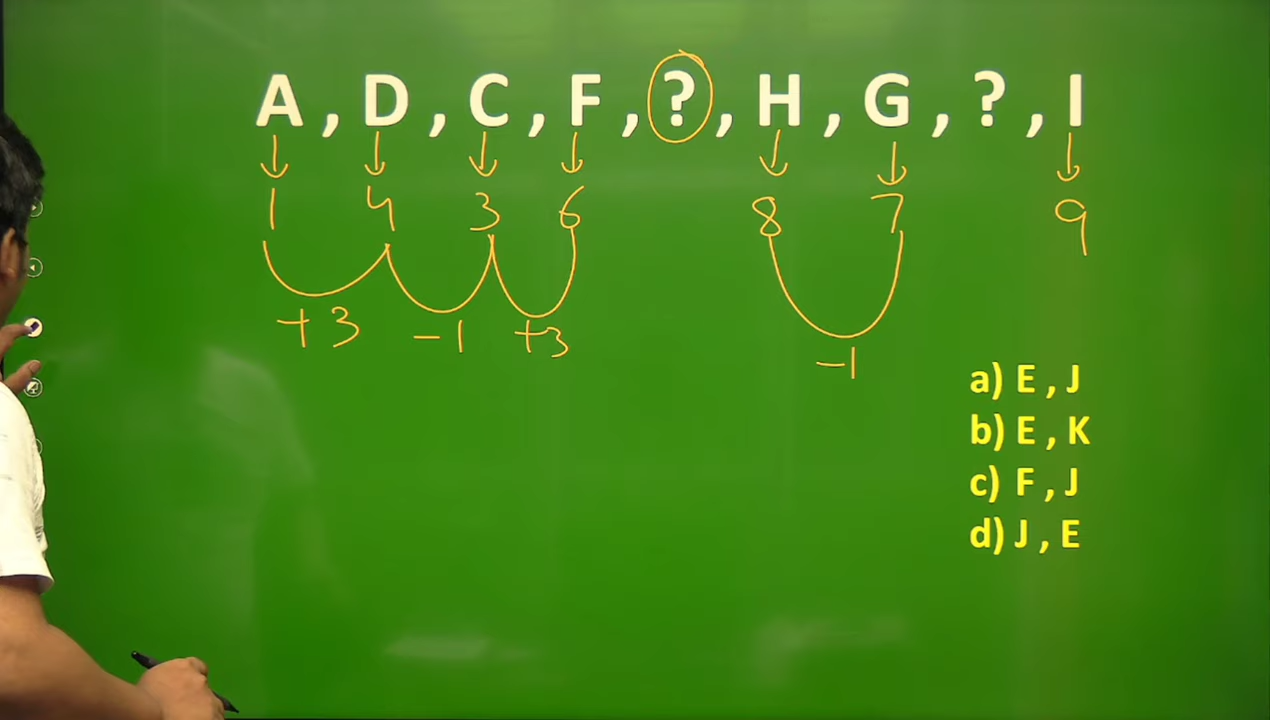 A , D , C , F , ? , H , G , ? , I
1 4 3 6 8 7 9
+3 -1 +3 -1
a) E , J
b) E , K
c) F , J
d) J , E